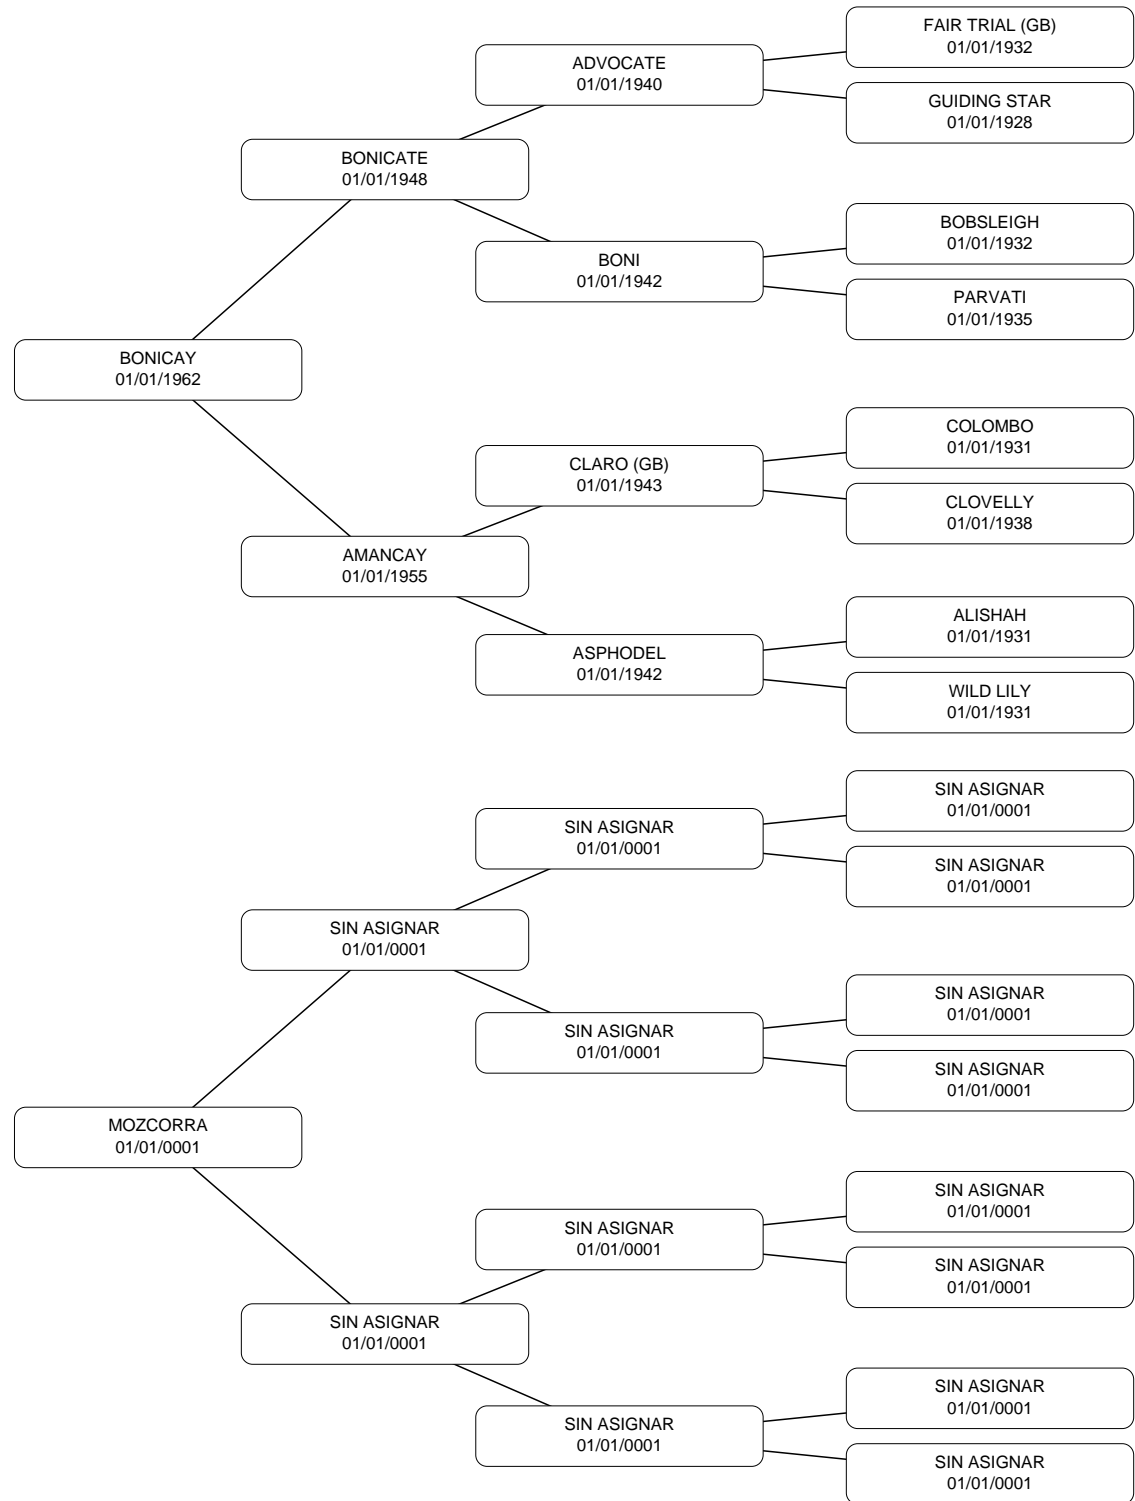 FAIR TRIAL (GB)
01/01/1932
ADVOCATE
01/01/1940
GUIDING STAR
01/01/1928
BONICATE
01/01/1948
BOBSLEIGH
01/01/1932
BONI
01/01/1942
PARVATI
01/01/1935
BONICAY
01/01/1962
COLOMBO
01/01/1931
CLARO (GB)
01/01/1943
CLOVELLY
01/01/1938
AMANCAY
01/01/1955
ALISHAH
01/01/1931
ASPHODEL
01/01/1942
WILD LILY
01/01/1931
SIN ASIGNAR
01/01/0001
SIN ASIGNAR
01/01/0001
SIN ASIGNAR
01/01/0001
SIN ASIGNAR
01/01/0001
SIN ASIGNAR
01/01/0001
SIN ASIGNAR
01/01/0001
SIN ASIGNAR
01/01/0001
MOZCORRA
01/01/0001
SIN ASIGNAR
01/01/0001
SIN ASIGNAR
01/01/0001
SIN ASIGNAR
01/01/0001
SIN ASIGNAR
01/01/0001
SIN ASIGNAR
01/01/0001
SIN ASIGNAR
01/01/0001
SIN ASIGNAR
01/01/0001